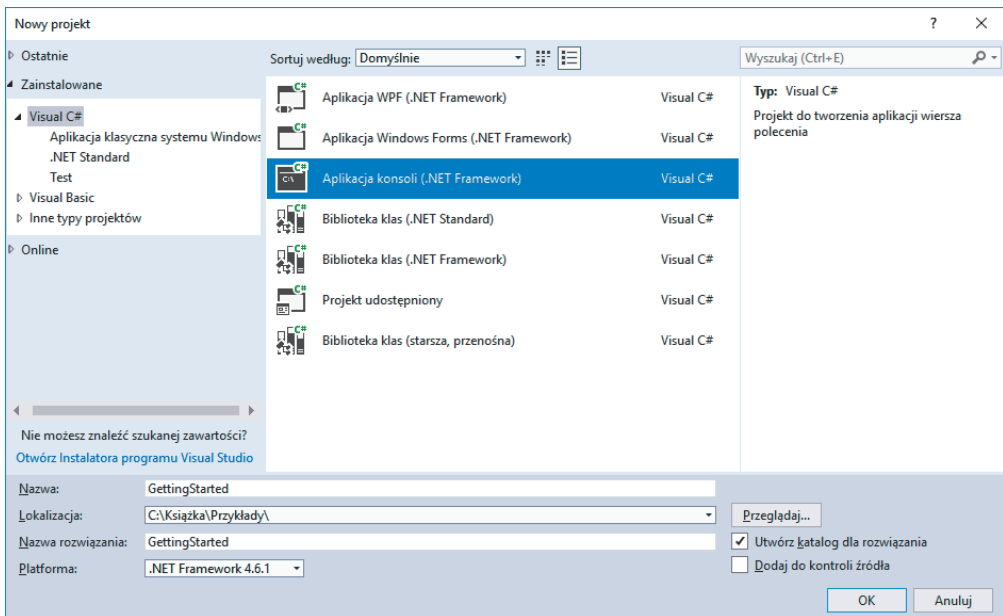 Nowy projekt
Ostatnie
Zainstalowane
Visual C#
Aplikacja klasyczna systemu Windows
.NET Standard
Test
Visual Basic
Inne typy projektów
Online
Nie możesz znaleźć szukanej zawartości?
Otwórz Instalatora programu Visual Studio
Sortuj według: Domyślnie
Aplikacja WPF (.NET Framework) Visual C#
Aplikacja Windows Forms (.NET Framework) Visual C#
Aplikacja konsoli (.NET Framework) Visual C#
Biblioteka klas (.NET Standard) Visual C#
Biblioteka klas (.NET Framework) Visual C#
Projekt udostępniony Visual C#
Biblioteka klas (starsza, przenośna) Visual C#
Wyszukaj (Ctrl+E)
Typ: Visual C#
Projekt do tworzenia aplikacji wiersza
polecenia
Nazwa: GettingStarted
Lokalizacja: C:\Książka\Przykłady\
Przeglądaj...
Nazwa rozwiązania: GettingStarted
Utwórz katalog dla rozwiązania
Platforma: .NET Framework 4.6.1
Dodaj do kontroli źródła
OK Anuluj